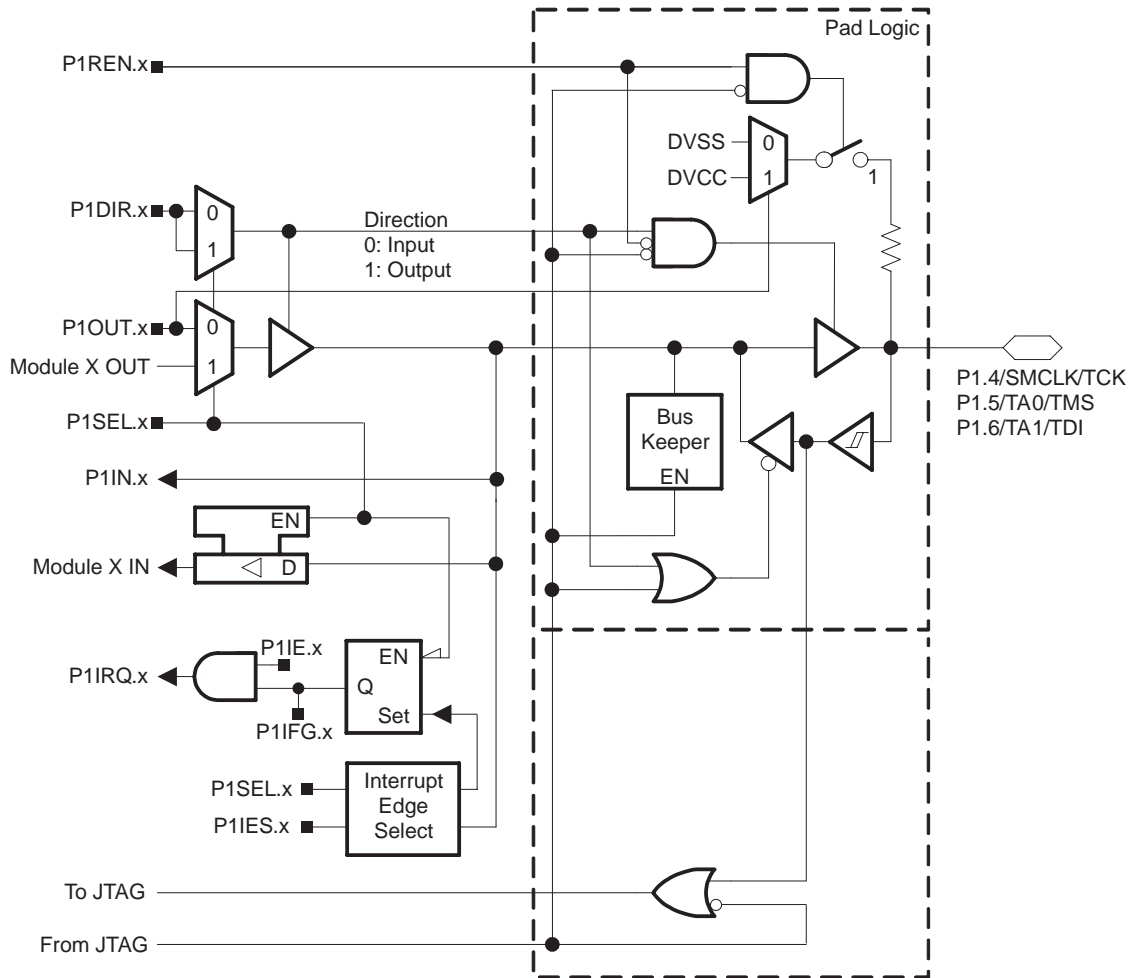 Pad Logic
P1REN.x
DVSS
0
DVCC
1
1
P1DIR.x
0
1
Direction
0: Input
1: Output
P1OUT.x
0
Module X OUT
1
P1.4/SMCLK/TCK
P1.5/TA0/TMS
P1.6/TA1/TDI
P1SEL.x
Bus
Keeper
EN
P1IN.x
EN
Module X IN
D
P1IE.x
P1IRQ.x
EN
Q
Set
P1IFG.x
P1SEL.x
P1IES.x
Interrupt
Edge
Select
To JTAG
From JTAG